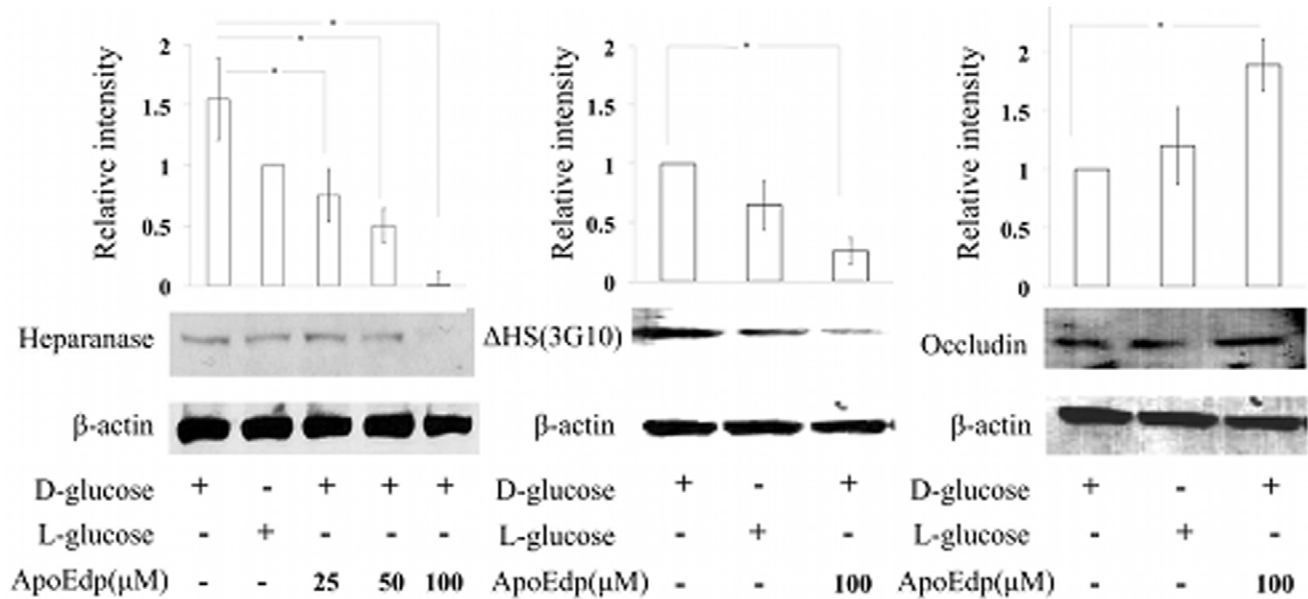 * * *
Relative intensity
2
1.5
1
0.5
0
Heparanase
β-actin
D-glucose + - + + +
L-glucose - + - - -
ApoEdp(μM) - - 25 50 100
*
Relative intensity
2
1.5
1
0.5
0
ΔHS(3G10)
β-actin
D-glucose + - +
L-glucose - + -
ApoEdp(μM) - - 100
*
Relative intensity
2
1.5
1
0.5
0
Occludin
β-actin
D-glucose + - +
L-glucose - + -
ApoEdp(μM) - - 100